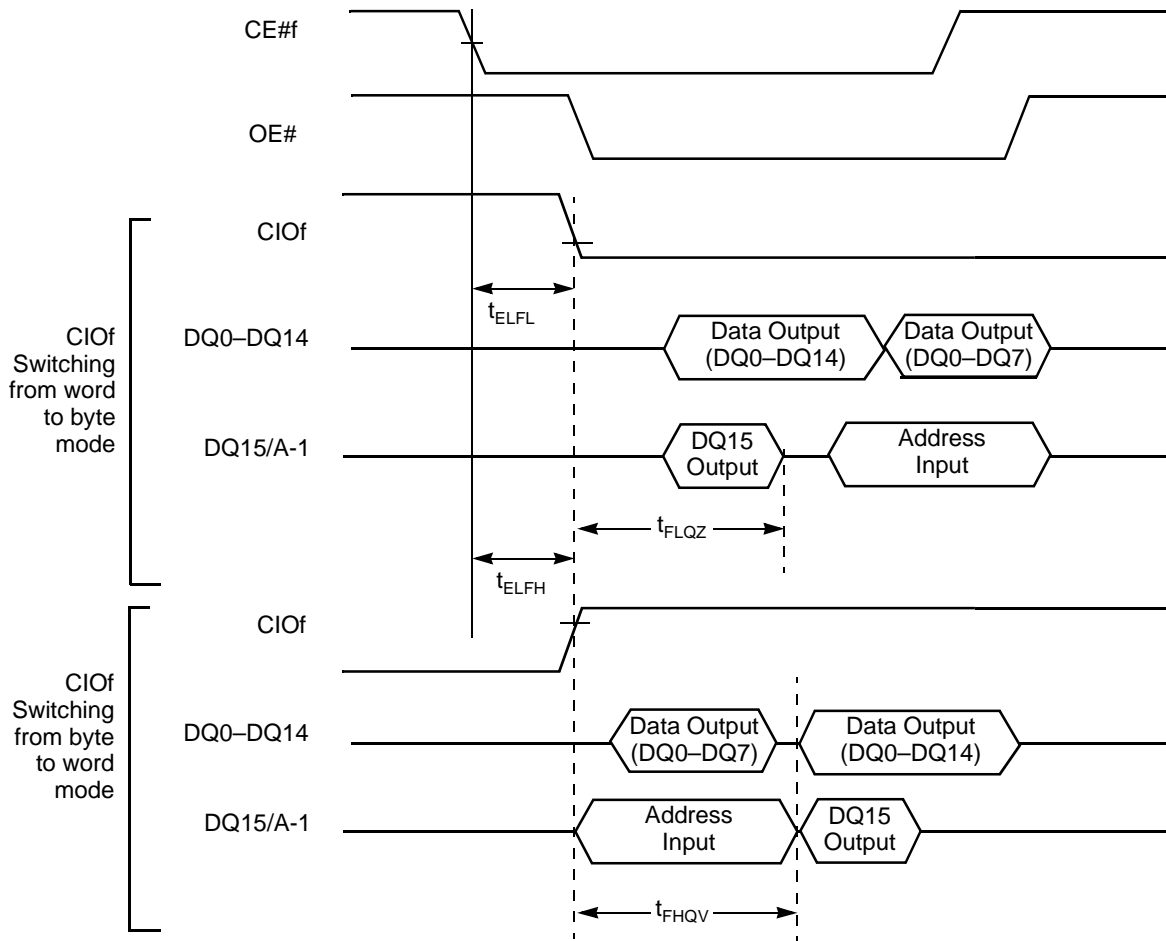 CE#f
OE#
CIOf
Switching
from word
to byte
mode
CIOf
tELFL
DQ0–DQ14
Data Output
(DQ0–DQ14)
Data Output
(DQ0–DQ7)
DQ15/A-1
DQ15
Output
Address
Input
tFLQZ
tELFH
CIOf
Switching
from byte
to word
mode
CIOf
DQ0–DQ14
Data Output
(DQ0–DQ7)
Data Output
(DQ0–DQ14)
DQ15/A-1
Address
Input
DQ15
Output
tFHQV